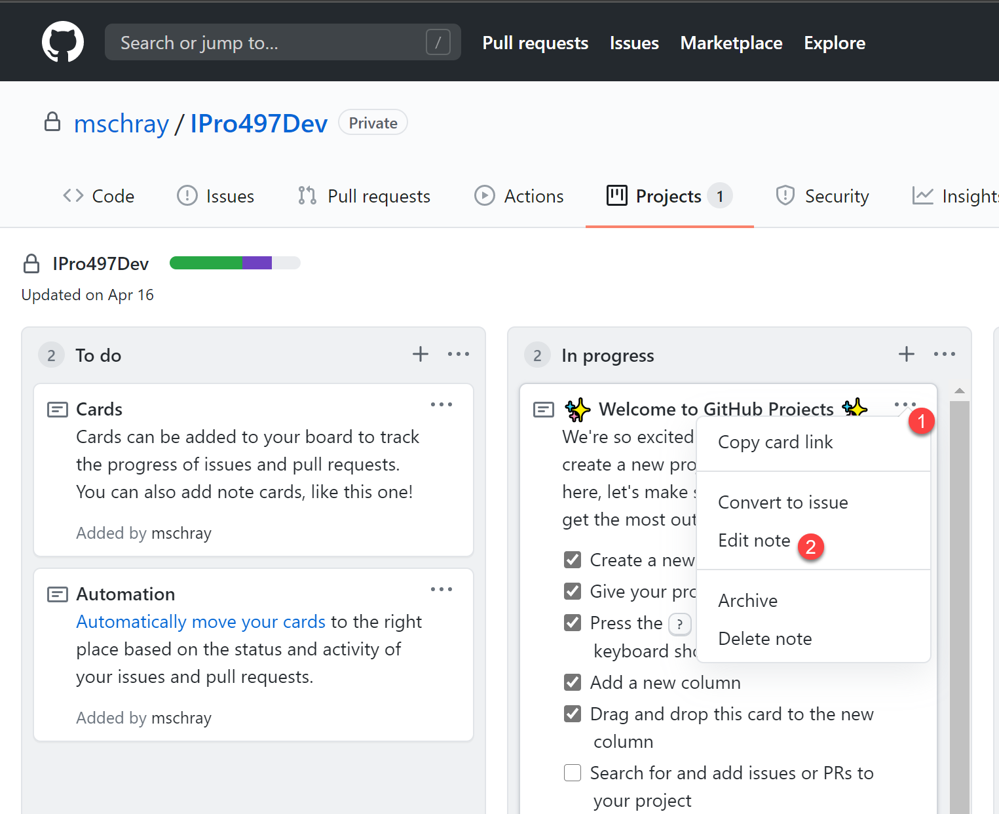 Search or jump to...
/
Pull requests
Issues
Marketplace
Explore
mschray / IPro497Dev
Private
Code
Issues
Pull requests
Actions
Projects
1
Security
Insights
IPro497Dev
Updated on Apr 16
2
To do
Cards
Cards can be added to your board to track
the progress of issues and pull requests.
You can also add note cards, like this one!
Added by mschray
Automation
Automatically move your cards to the right
place based on the status and activity of
your issues and pull requests.
Added by mschray
2
In progress
✨ Welcome to GitHub Projects ✨
We're so excited
create a new pro
here, let's make s
get the most out
Create a new
Give your pro
Press the ?
keyboard sho
Add a new column
Drag and drop this card to the new
column
Search for and add issues or PRs to
your project
1
Copy card link
Convert to issue
Edit note
2
Archive
Delete note